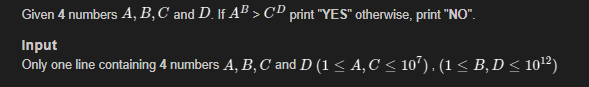 Given 4 numbers A, B, C and D. If A^B > C^D print "YES" otherwise, print "NO".
Input
Only one line containing 4 numbers A, B, C and D (1 ≤ A, C ≤ 10^7), (1 ≤ B, D ≤ 10^12)